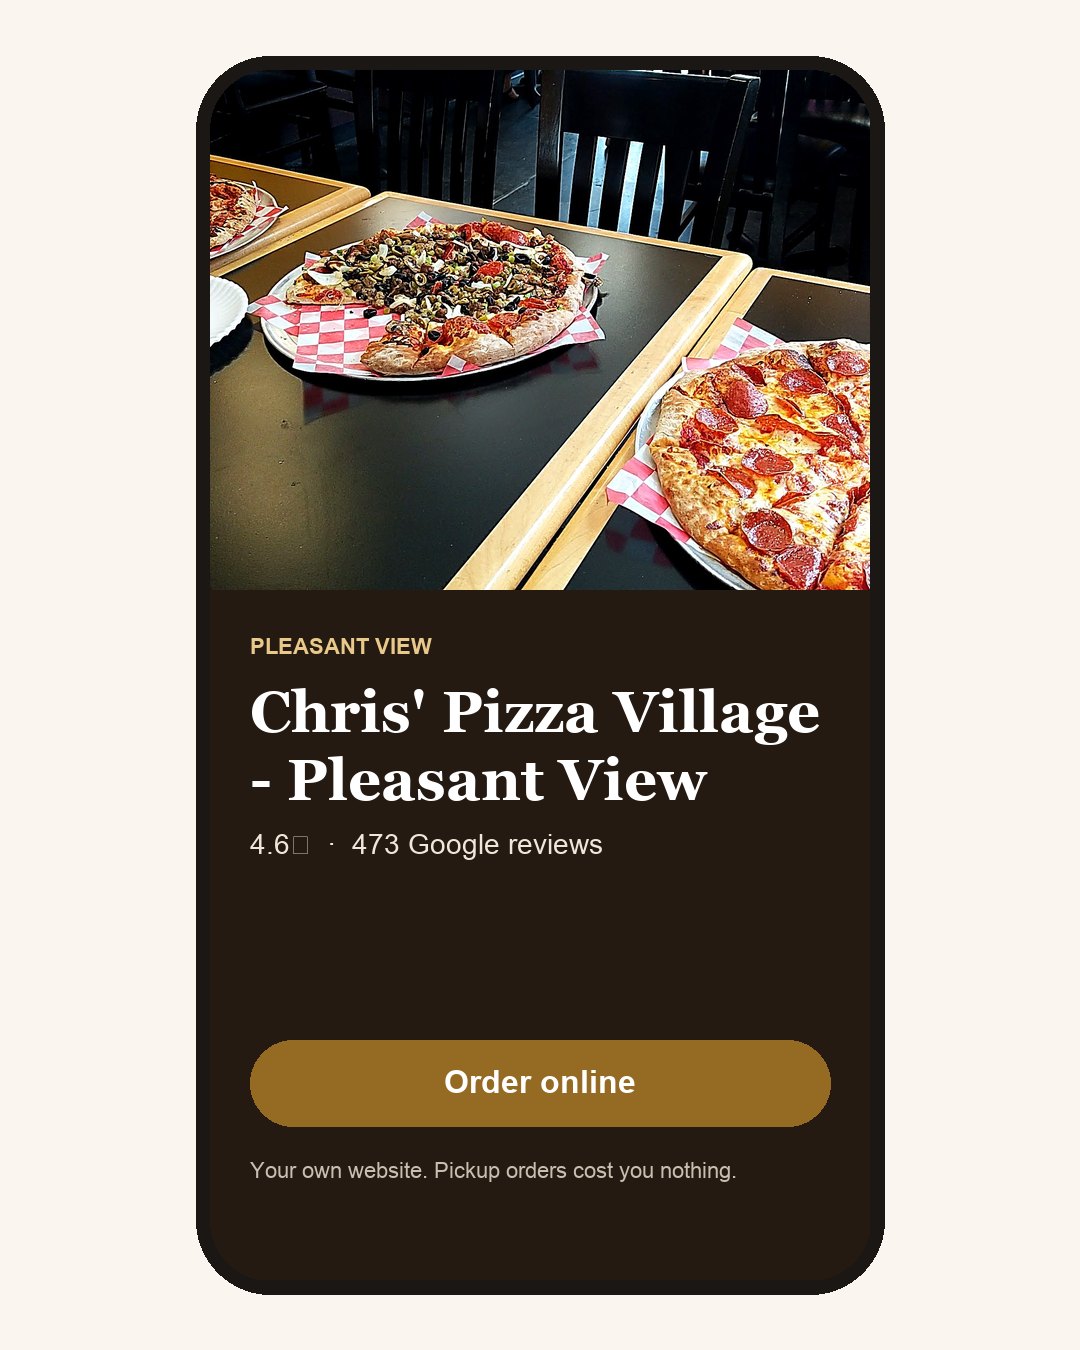 PLEASANT VIEW
Chris' Pizza Village
- Pleasant View
4.6□ · 473 Google reviews
Order online
Your own website. Pickup orders cost you nothing.